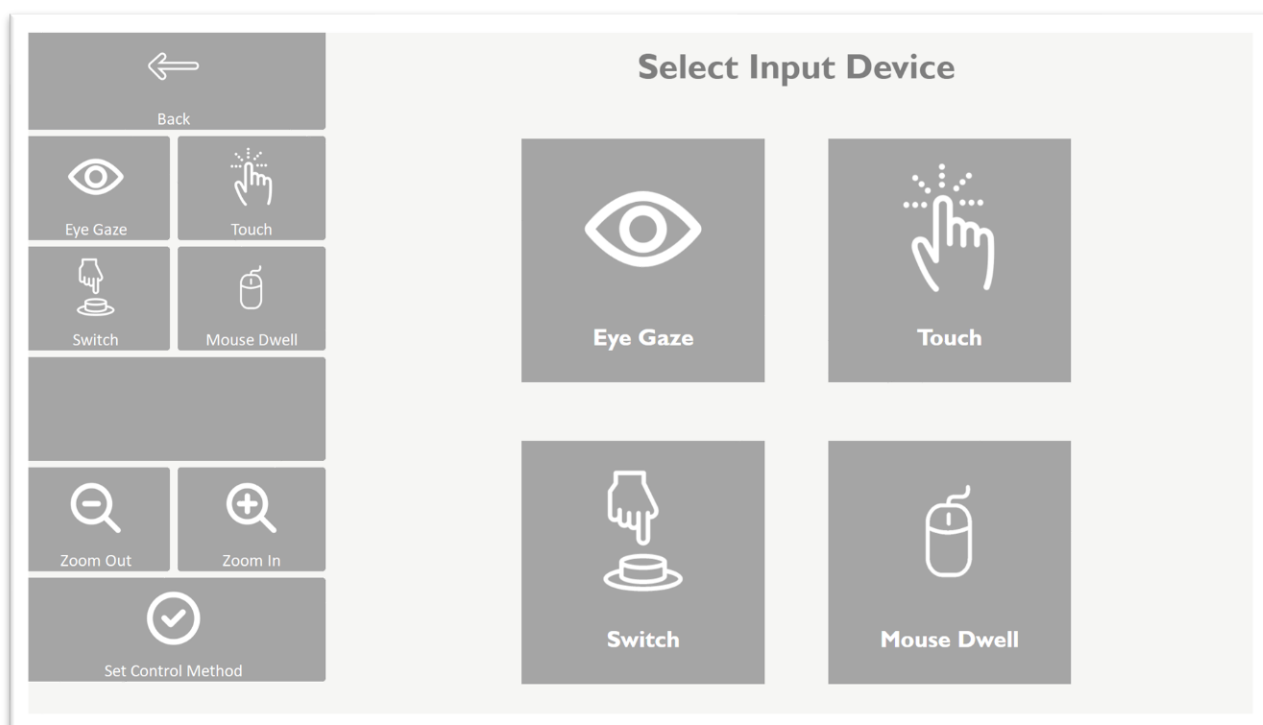 Back
Eye Gaze
Touch
Switch
Mouse Dwell
Zoom Out
Zoom In
Set Control Method
Select Input Device
Eye Gaze
Touch
Switch
Mouse Dwell